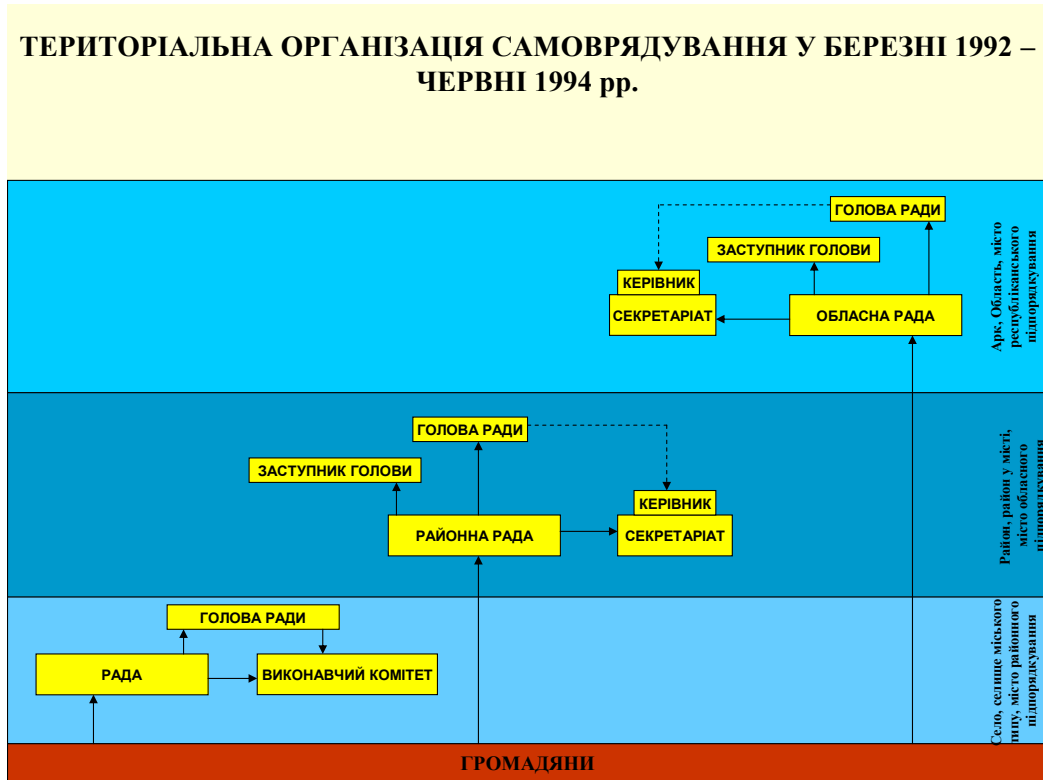 ТЕРИТОРІАЛЬНА ОРГАНІЗАЦІЯ САМОВРЯДУВАННЯ У БЕРЕЗНІ 1992 –
ЧЕРВНІ 1994 рр.
ГОЛОВА РАДИ
ЗАСТУПНИК ГОЛОВИ
КЕРІВНИК
СЕКРЕТАРІАТ
ОБЛАСНА РАДА
Арк, Область, місто
республіканського
підпорядкування
ГОЛОВА РАДИ
ЗАСТУПНИК ГОЛОВИ
КЕРІВНИК
РАЙОННА РАДА
СЕКРЕТАРІАТ
Район, район у місті,
місто обласного
підпорядкування
ГОЛОВА РАДИ
РАДА
ВИКОНАВЧИЙ КОМІТЕТ
Село, селище міського
типу, місто районного
підпорядкування
ГРОМАДЯНИ